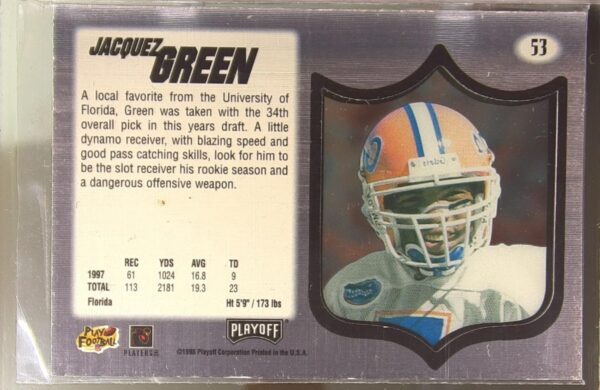 JACQUEZ
GREEN
53
A local favorite from the University of
Florida, Green was taken with the 34th
overall pick in this years draft. A little
dynamo receiver, with blazing speed and
good pass catching skills, look for him to
be the slot receiver his rookie season and
a dangerous offensive weapon.
REC YDS AVG TD
1997 61 1024 16.8 9
TOTAL 113 2181 19.3 23
Florida Ht 5'9" / 173 lbs
PLAY
FOOTBALL
PLAYERS
PLAYOFF
©1998 Playoff Corporation Printed in the U.S.A.